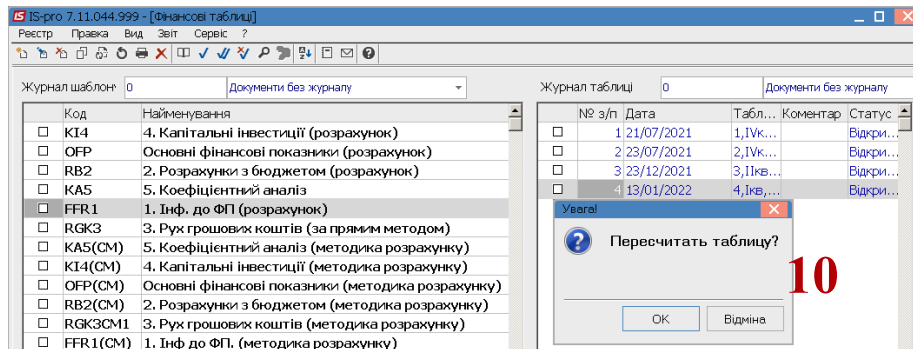 IS-pro 7.11.044.999 - [Фінансові таблиці]
Реєстр Правка Вид Звіт Сервіс ?
Журнал шаблон 0 Документи без журналу Журнал таблиці 0 Документи без журналу
Код Найменування № з/п Дата Табл... Коментар Статус
KI4 4. Капітальні інвестиції (розрахунок) 1 21/07/2021 1,IVк... Відкри...
OFP Основні фінансові показники (розрахунок) 2 23/07/2021 2,IVк... Відкри...
RB2 2. Розрахунки з бюджетом (розрахунок) 3 23/12/2021 3,IIкв... Відкри...
KA5 5. Коефіцієнтний аналіз 4 13/01/2022 4,Iкв,... Відкри...
FFR1 1. Інф. до ФП (розрахунок)
RGK3 3. Рух грошових коштів (за прямим методом)
KA5(CM) 5. Коефіцієнтний аналіз (методика розрахунку)
KI4(CM) 4. Капітальні інвестиції (методика розрахунку)
OFP(CM) Основні фінансові показники (методика розрахунку)
RB2(CM) 2. Розрахунки з бюджетом (методика розрахунку)
RGK3CM1 3. Рух грошових коштів (методика розрахунку)
FFR1(CM) 1. Інф до ФП. (методика розрахунку)
Увага!
Пересчитать таблицу?
OK Відміна
10